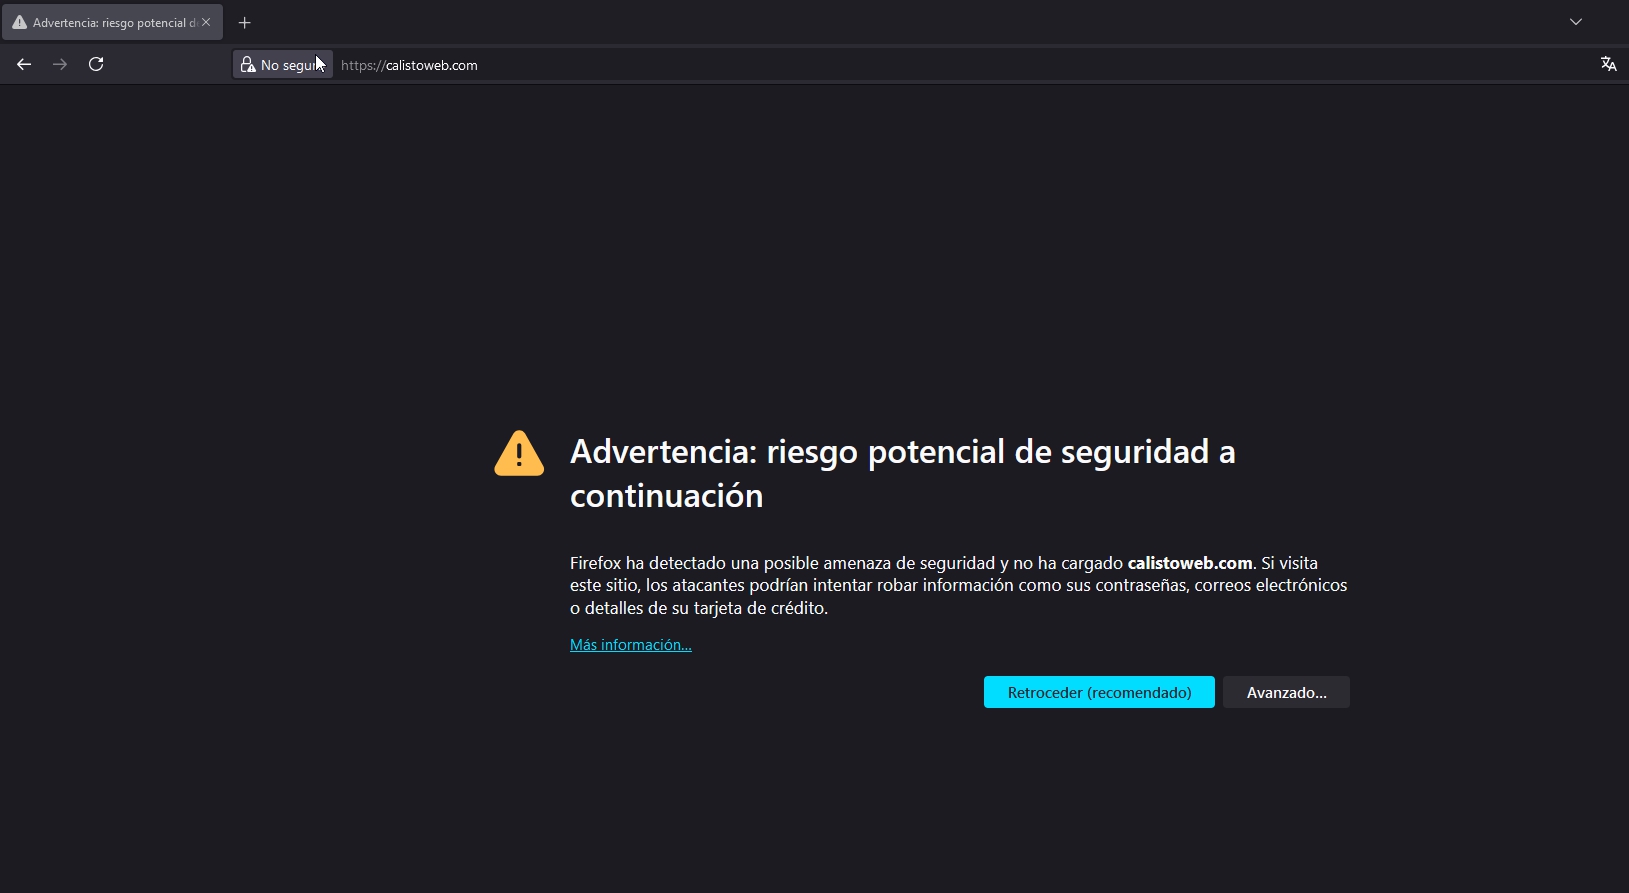 Advertencia: riesgo potencial d
No segur
https://calistoweb.com
Advertencia: riesgo potencial de seguridad a
continuación
Firefox ha detectado una posible amenaza de seguridad y no ha cargado calistoweb.com. Si visita
este sitio, los atacantes podrían intentar robar información como sus contraseñas, correos electrónicos
o detalles de su tarjeta de crédito.
Más información...
Retroceder (recomendado)
Avanzado...